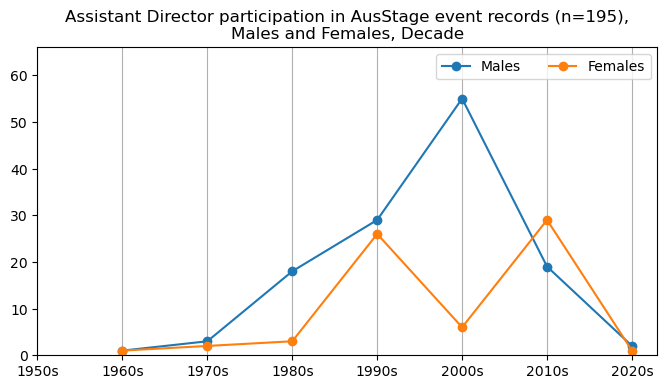 Assistant Director participation in AusStage event records (n=195),
Males and Females, Decade
Males Females
60
50
40
30
20
10
0
1950s 1960s 1970s 1980s 1990s 2000s 2010s 2020s